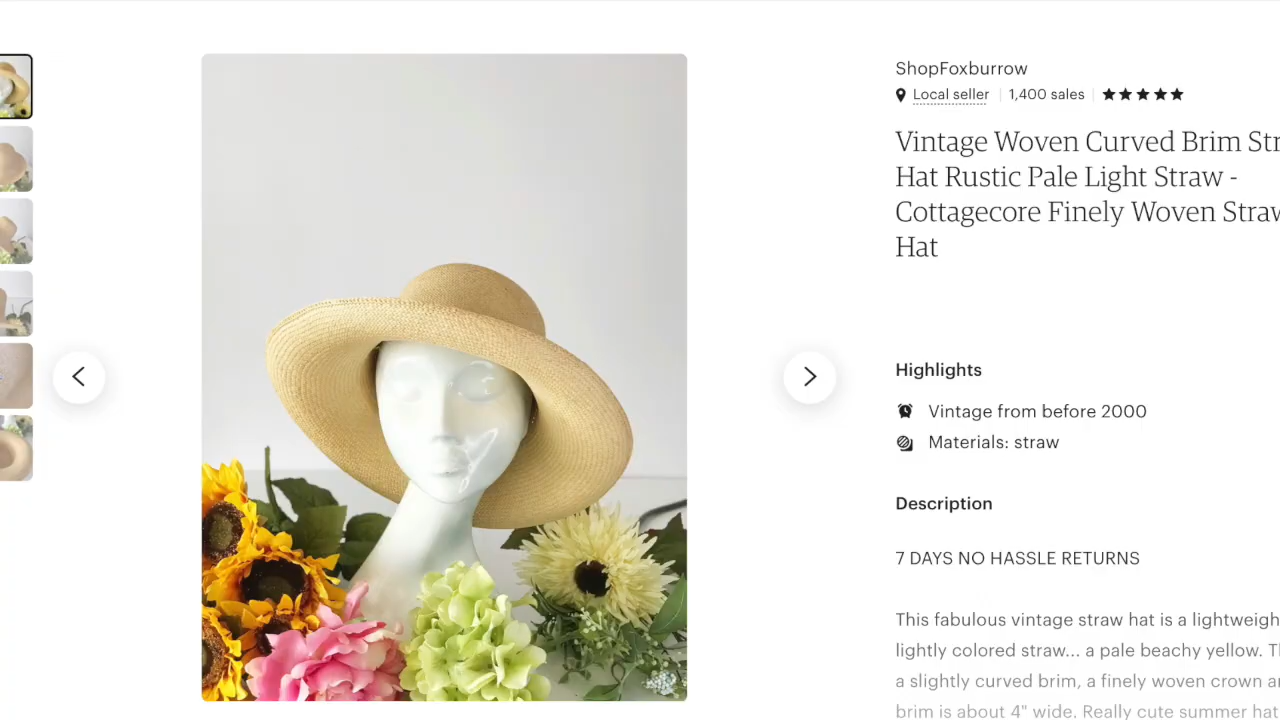 ShopFoxburrow
Local seller 1,400 sales
Vintage Woven Curved Brim
Hat Rustic Pale Light Straw -
Cottagecore Finely Woven
Hat
Highlights
Vintage from before 2000
Materials: straw
Description
7 DAYS NO HASSLE RETURNS
This fabulous vintage straw hat is a
lightly colored straw... a pale beachy yellow.
a slightly curved brim, a finely woven crown
brim is about 4" wide. Really cute summer hat